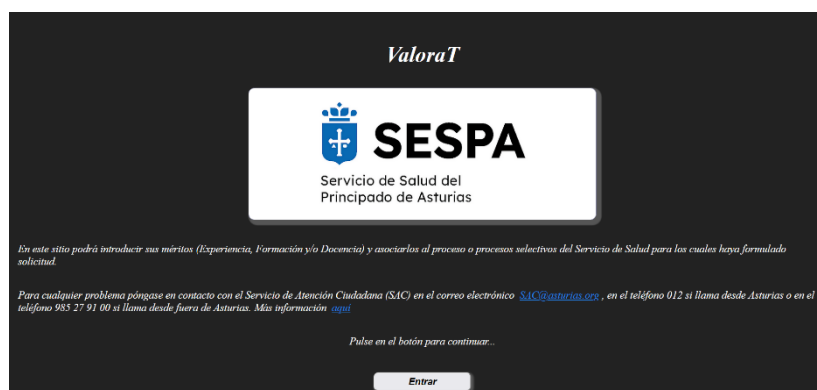 ValoraT
SESPA
Servicio de Salud del
Principado de Asturias
En este sitio podrá introducir sus méritos (Experiencia, Formación y/o Docencia) y asociarlos al proceso o procesos selectivos del Servicio de Salud para los cuales haya formulado
solicitud.
Para cualquier problema póngase en contacto con el Servicio de Atención Ciudadana (SAC) en el correo electrónico SAC@asturias.org , en el teléfono 012 si llama desde Asturias o en el
teléfono 985 27 91 00 si llama desde fuera de Asturias. Más información aquí
Pulse en el botón para continuar...
Entrar